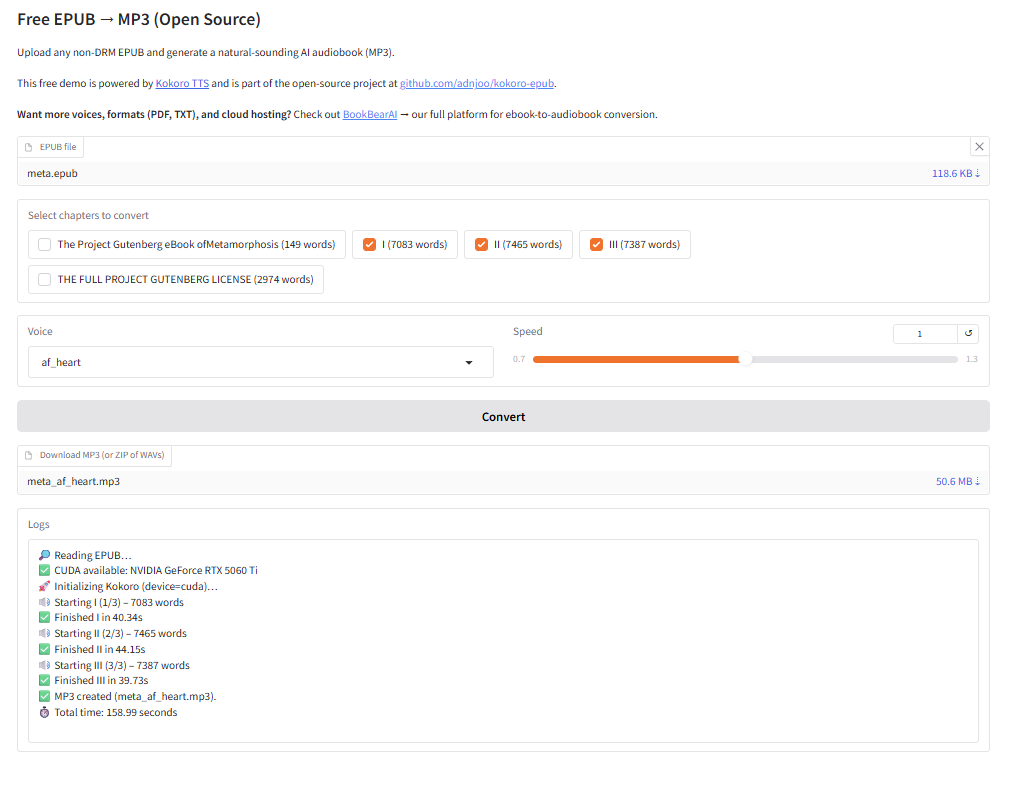 Free EPUB → MP3 (Open Source)
Upload any non-DRM EPUB and generate a natural-sounding AI audiobook (MP3).
This free demo is powered by Kokoro TTS and is part of the open-source project at github.com/adnjoo/kokoro-epub.
Want more voices, formats (PDF, TXT), and cloud hosting? Check out BookBearAI → our full platform for ebook-to-audiobook conversion.
EPUB file
meta.epub 118.6 KB ⇣
Select chapters to convert
The Project Gutenberg eBook ofMetamorphosis (149 words) I (7083 words) II (7465 words) III (7387 words)
THE FULL PROJECT GUTENBERG LICENSE (2974 words)
Voice Speed 1 ↺
af_heart 0.7 1.3
Convert
Download MP3 (or ZIP of WAVs)
meta_af_heart.mp3 50.6 MB ⇣
Logs
🔎 Reading EPUB…
✅ CUDA available: NVIDIA GeForce RTX 5060 Ti
🚀 Initializing Kokoro (device=cuda)…
🔊 Starting I (1/3) – 7083 words
✅ Finished I in 40.34s
🔊 Starting II (2/3) – 7465 words
✅ Finished II in 44.15s
🔊 Starting III (3/3) – 7387 words
✅ Finished III in 39.73s
✅ MP3 created (meta_af_heart.mp3).
⏱ Total time: 158.99 seconds